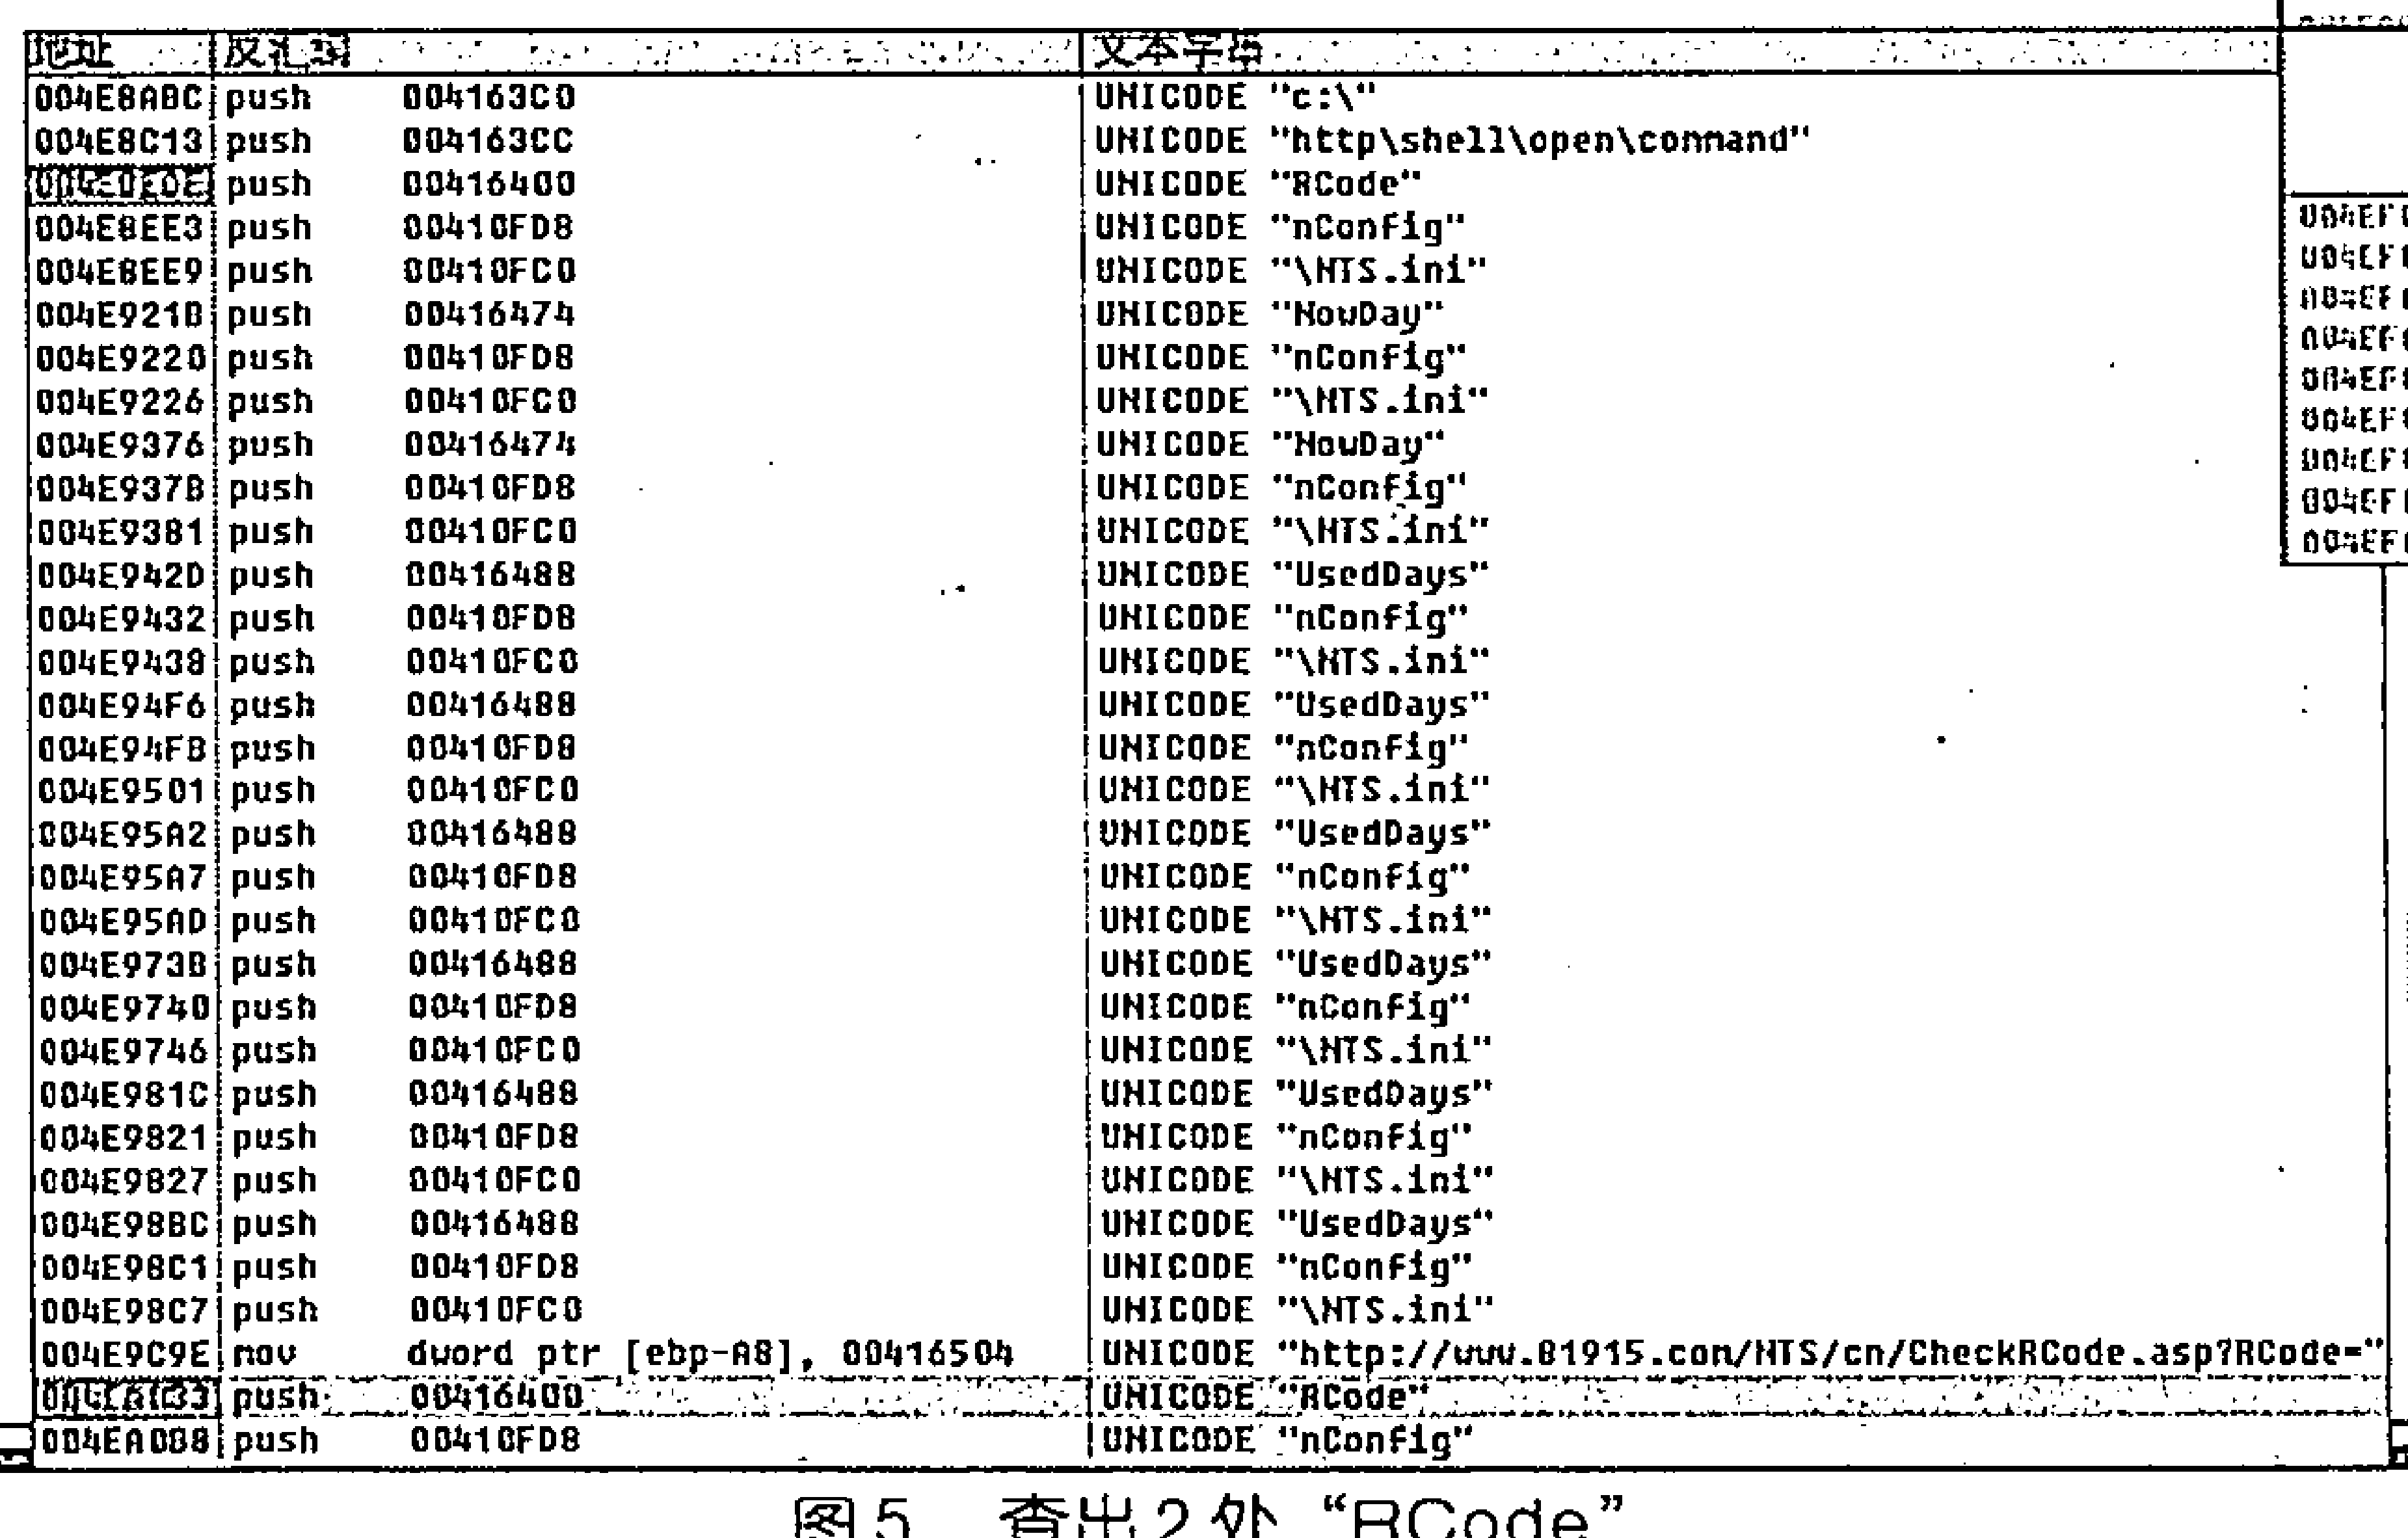 地址 反汇编 文本字串
004E8ABC push 004163C0 UNICODE "c:\"
004E8C13 push 004163CC UNICODE "http\shell\open\command"
004E8EDE push 00416400 UNICODE "RCode"
004E8EE3 push 00410FD8 UNICODE "nConfig"
004E8EE9 push 00410FC0 UNICODE "\NTS.ini"
004E921B push 00416474 UNICODE "NowDay"
004E9220 push 00410FD8 UNICODE "nConfig"
004E9226 push 00410FC0 UNICODE "\NTS.ini"
004E9376 push 00416474 UNICODE "NowDay"
004E937B push 00410FD8 UNICODE "nConfig"
004E9381 push 00410FC0 UNICODE "\NTS.ini"
004E942D push 00416488 UNICODE "UsedDays"
004E9432 push 00410FD8 UNICODE "nConfig"
004E9438 push 00410FC0 UNICODE "\NTS.ini"
004E94F6 push 00416488 UNICODE "UsedDays"
004E94FB push 00410FD8 UNICODE "nConfig"
004E9501 push 00410FC0 UNICODE "\NTS.ini"
004E95A2 push 00416488 UNICODE "UsedDays"
004E95A7 push 00410FD8 UNICODE "nConfig"
004E95AD push 00410FC0 UNICODE "\NTS.ini"
004E973B push 00416488 UNICODE "UsedDays"
004E9740 push 00410FD8 UNICODE "nConfig"
004E9746 push 00410FC0 UNICODE "\NTS.ini"
004E981C push 00416488 UNICODE "UsedDays"
004E9821 push 00410FD8 UNICODE "nConfig"
004E9827 push 00410FC0 UNICODE "\NTS.ini"
004E98BC push 00416488 UNICODE "UsedDays"
004E98C1 push 00410FD8 UNICODE "nConfig"
004E98C7 push 00410FC0 UNICODE "\NTS.ini"
004E9C9E mov dword ptr [ebp-A8], 00416504 UNICODE "http://www.81915.com/NTS/cn/CheckRCode.asp?RCode="
004EA033 push 00416400 UNICODE "RCode"
004EA038 push 00410FD8 UNICODE "nConfig"
图5 查出2处“RCode”